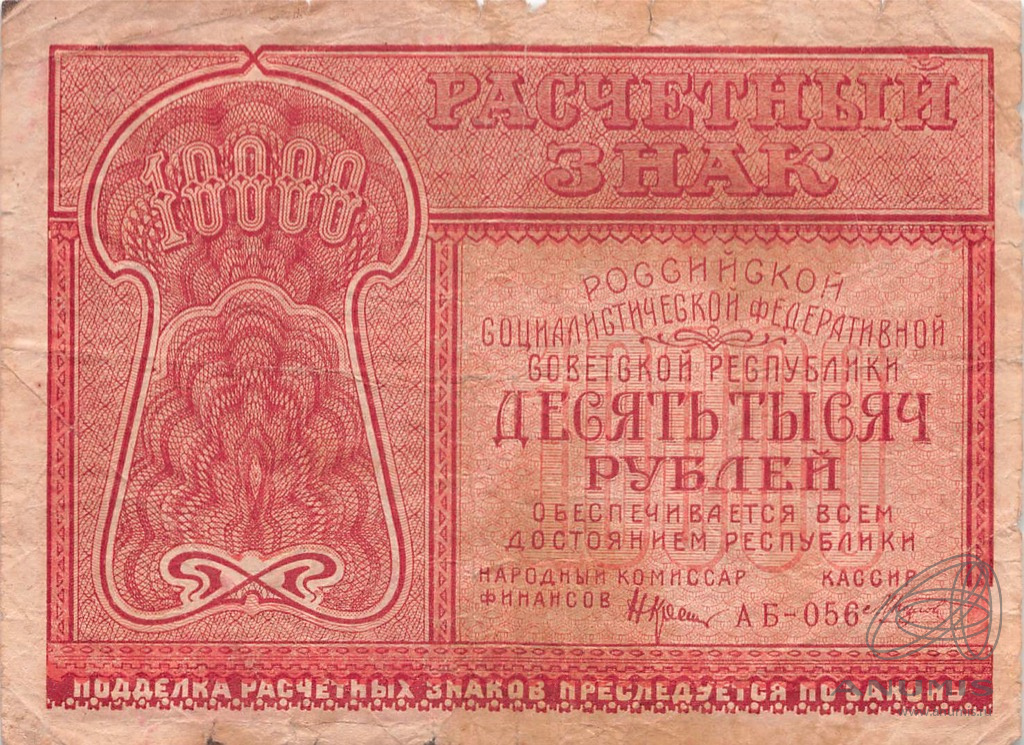 РАСЧЕТНЫЙ
ЗНАК
10000
РОССИЙСКОЙ
СОЦИАЛИСТИЧЕСКОЙ ФЕДЕРАТИВНОЙ
СОВЕТСКОЙ РЕСПУБЛИКИ
ДЕСЯТЬ ТЫСЯЧ
РУБЛЕЙ
ОБЕСПЕЧИВАЕТСЯ ВСЕМ
ДОСТОЯНИЕМ РЕСПУБЛИКИ
НАРОДНЫЙ КОМИССАР КАССИР
ФИНАНСОВ АБ-056
ПОДДЕЛКА РАСЧЕТНЫХ ЗНАКОВ ПРЕСЛЕДУЕТСЯ ПО ЗАКОНУ